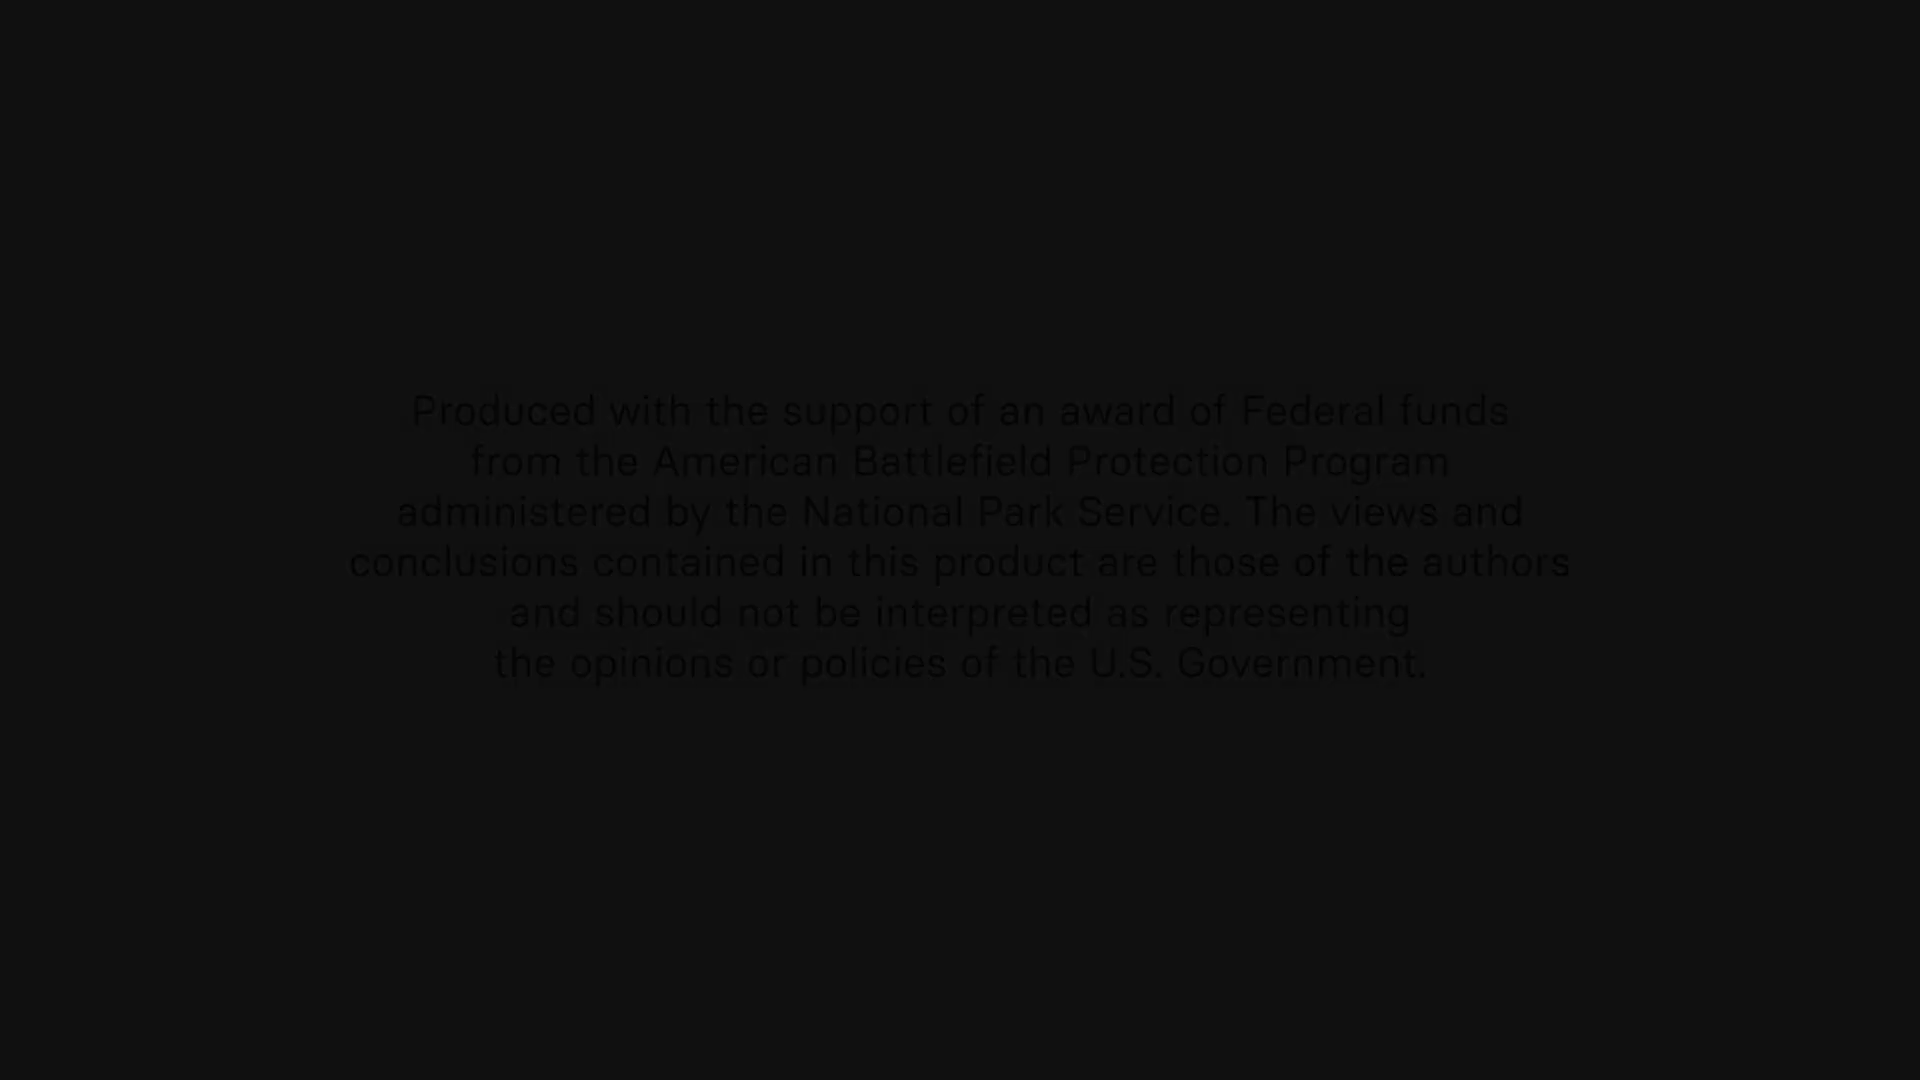 Produced with the support of an award of Federal funds
from the American Battlefield Protection Program
administered by the National Park Service. The views and
conclusions contained in this product are those of the authors
and should not be interpreted as representing
the opinions or policies of the U.S. Government.